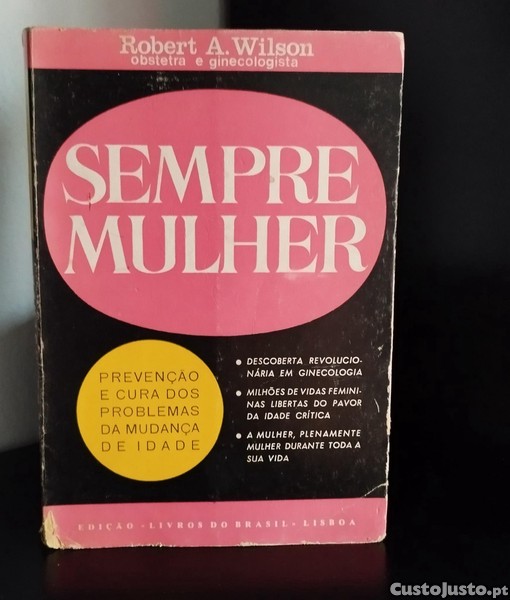 Robert A. Wilson
obstetra e ginecologista
SEMPRE
MULHER
PREVENÇÃO
E CURA DOS
PROBLEMAS
DA MUDANÇA
DE IDADE
• DESCOBERTA REVOLUCIO-
NÁRIA EM GINECOLOGIA
• MILHÕES DE VIDAS FEMINI-
NAS LIBERTAS DO PAVOR
DA IDADE CRÍTICA
• A MULHER, PLENAMENTE
MULHER DURANTE TODA A
SUA VIDA
EDIÇÃO • LIVROS DO BRASIL • LISBOA
CustoJusto.pt